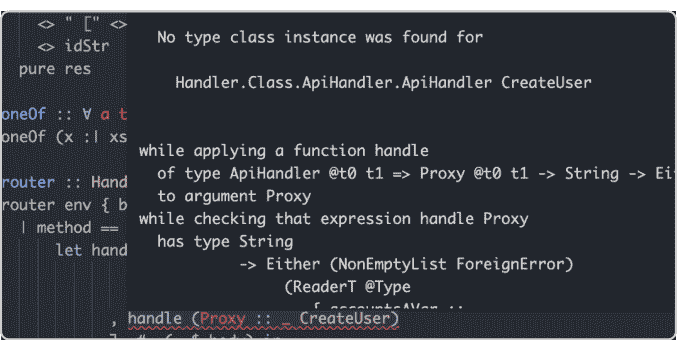 <> " [" <>
<> idStr
pure res
oneOf :: ∀ a t
oneOf (x :| xs
router :: Hand
router env { b
| method ==
let hand
No type class instance was found for
Handler.Class.ApiHandler.ApiHandler CreateUser
while applying a function handle
of type ApiHandler @t0 t1 => Proxy @t0 t1 -> String -> Ei
to argument Proxy
while checking that expression handle Proxy
has type String
-> Either (NonEmptyList ForeignError)
(ReaderT @Type
{ accountsAVar ::
, handle (Proxy :: _ CreateUser)